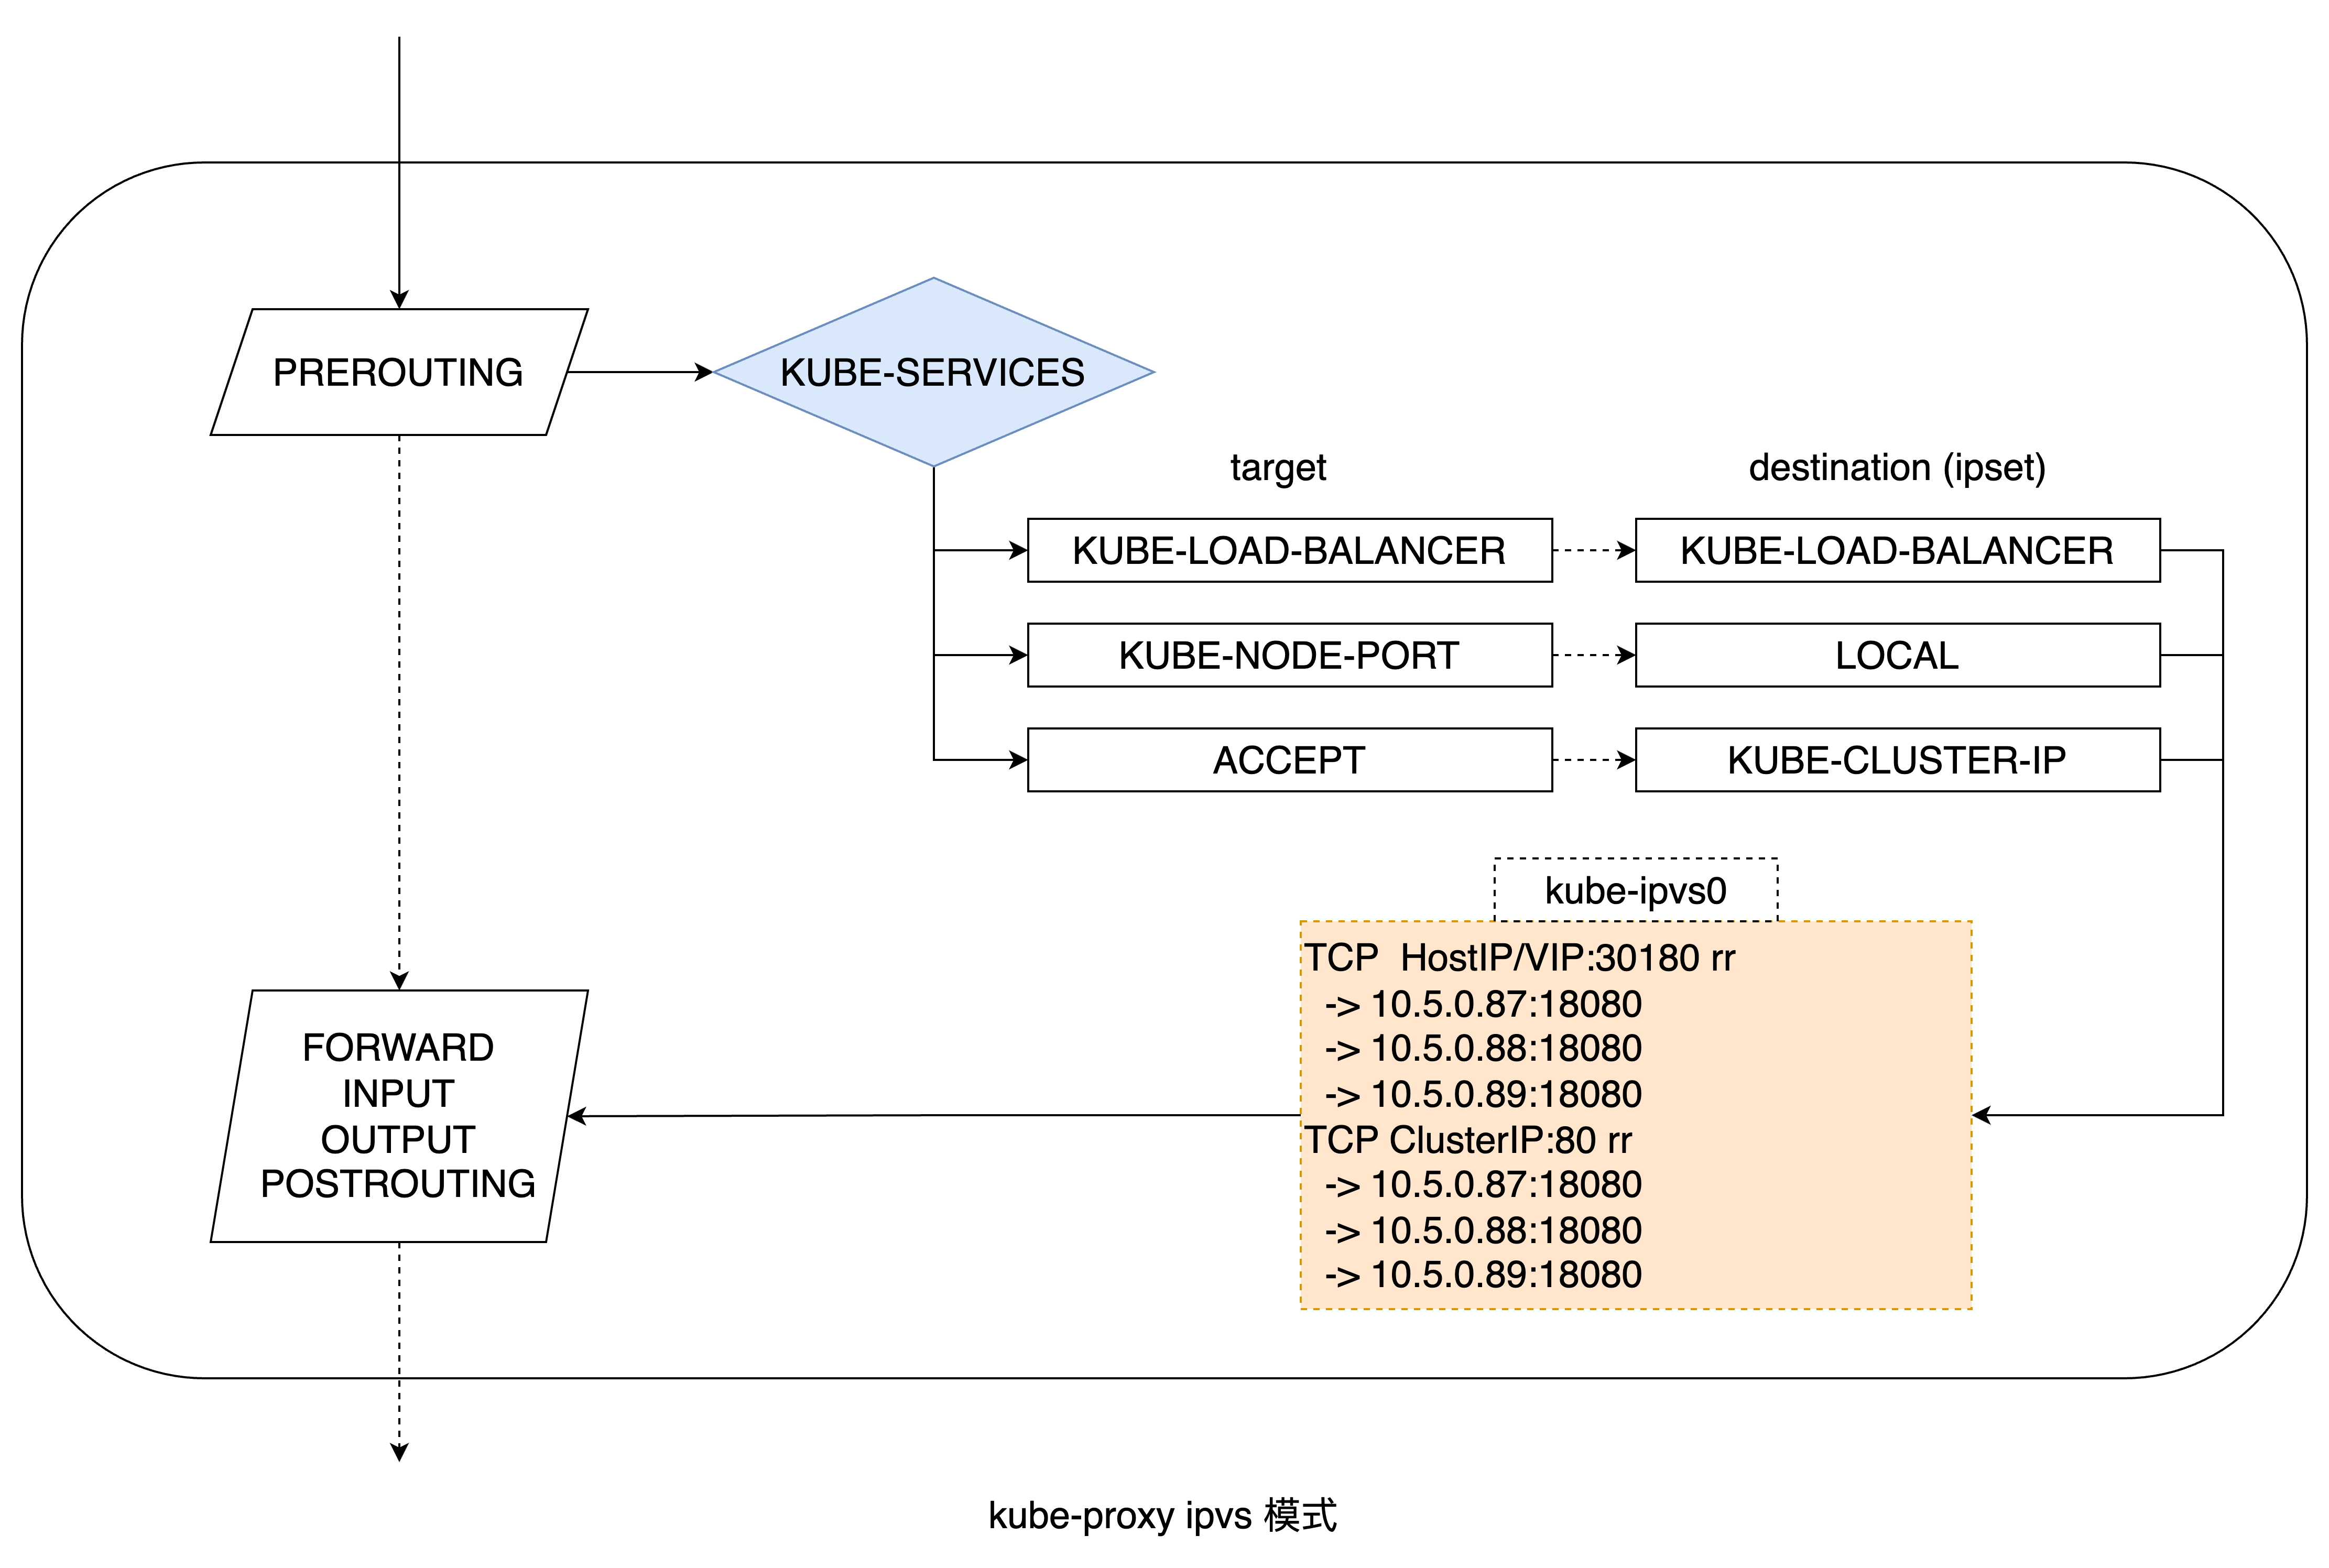 PREROUTING
KUBE-SERVICES
target
destination (ipset)
KUBE-LOAD-BALANCER
KUBE-LOAD-BALANCER
KUBE-NODE-PORT
LOCAL
ACCEPT
KUBE-CLUSTER-IP
kube-ipvs0
TCP  HostIP/VIP:30180 rr
-> 10.5.0.87:18080
-> 10.5.0.88:18080
-> 10.5.0.89:18080
TCP ClusterIP:80 rr
-> 10.5.0.87:18080
-> 10.5.0.88:18080
-> 10.5.0.89:18080
FORWARD
INPUT
OUTPUT
POSTROUTING
kube-proxy ipvs 模式